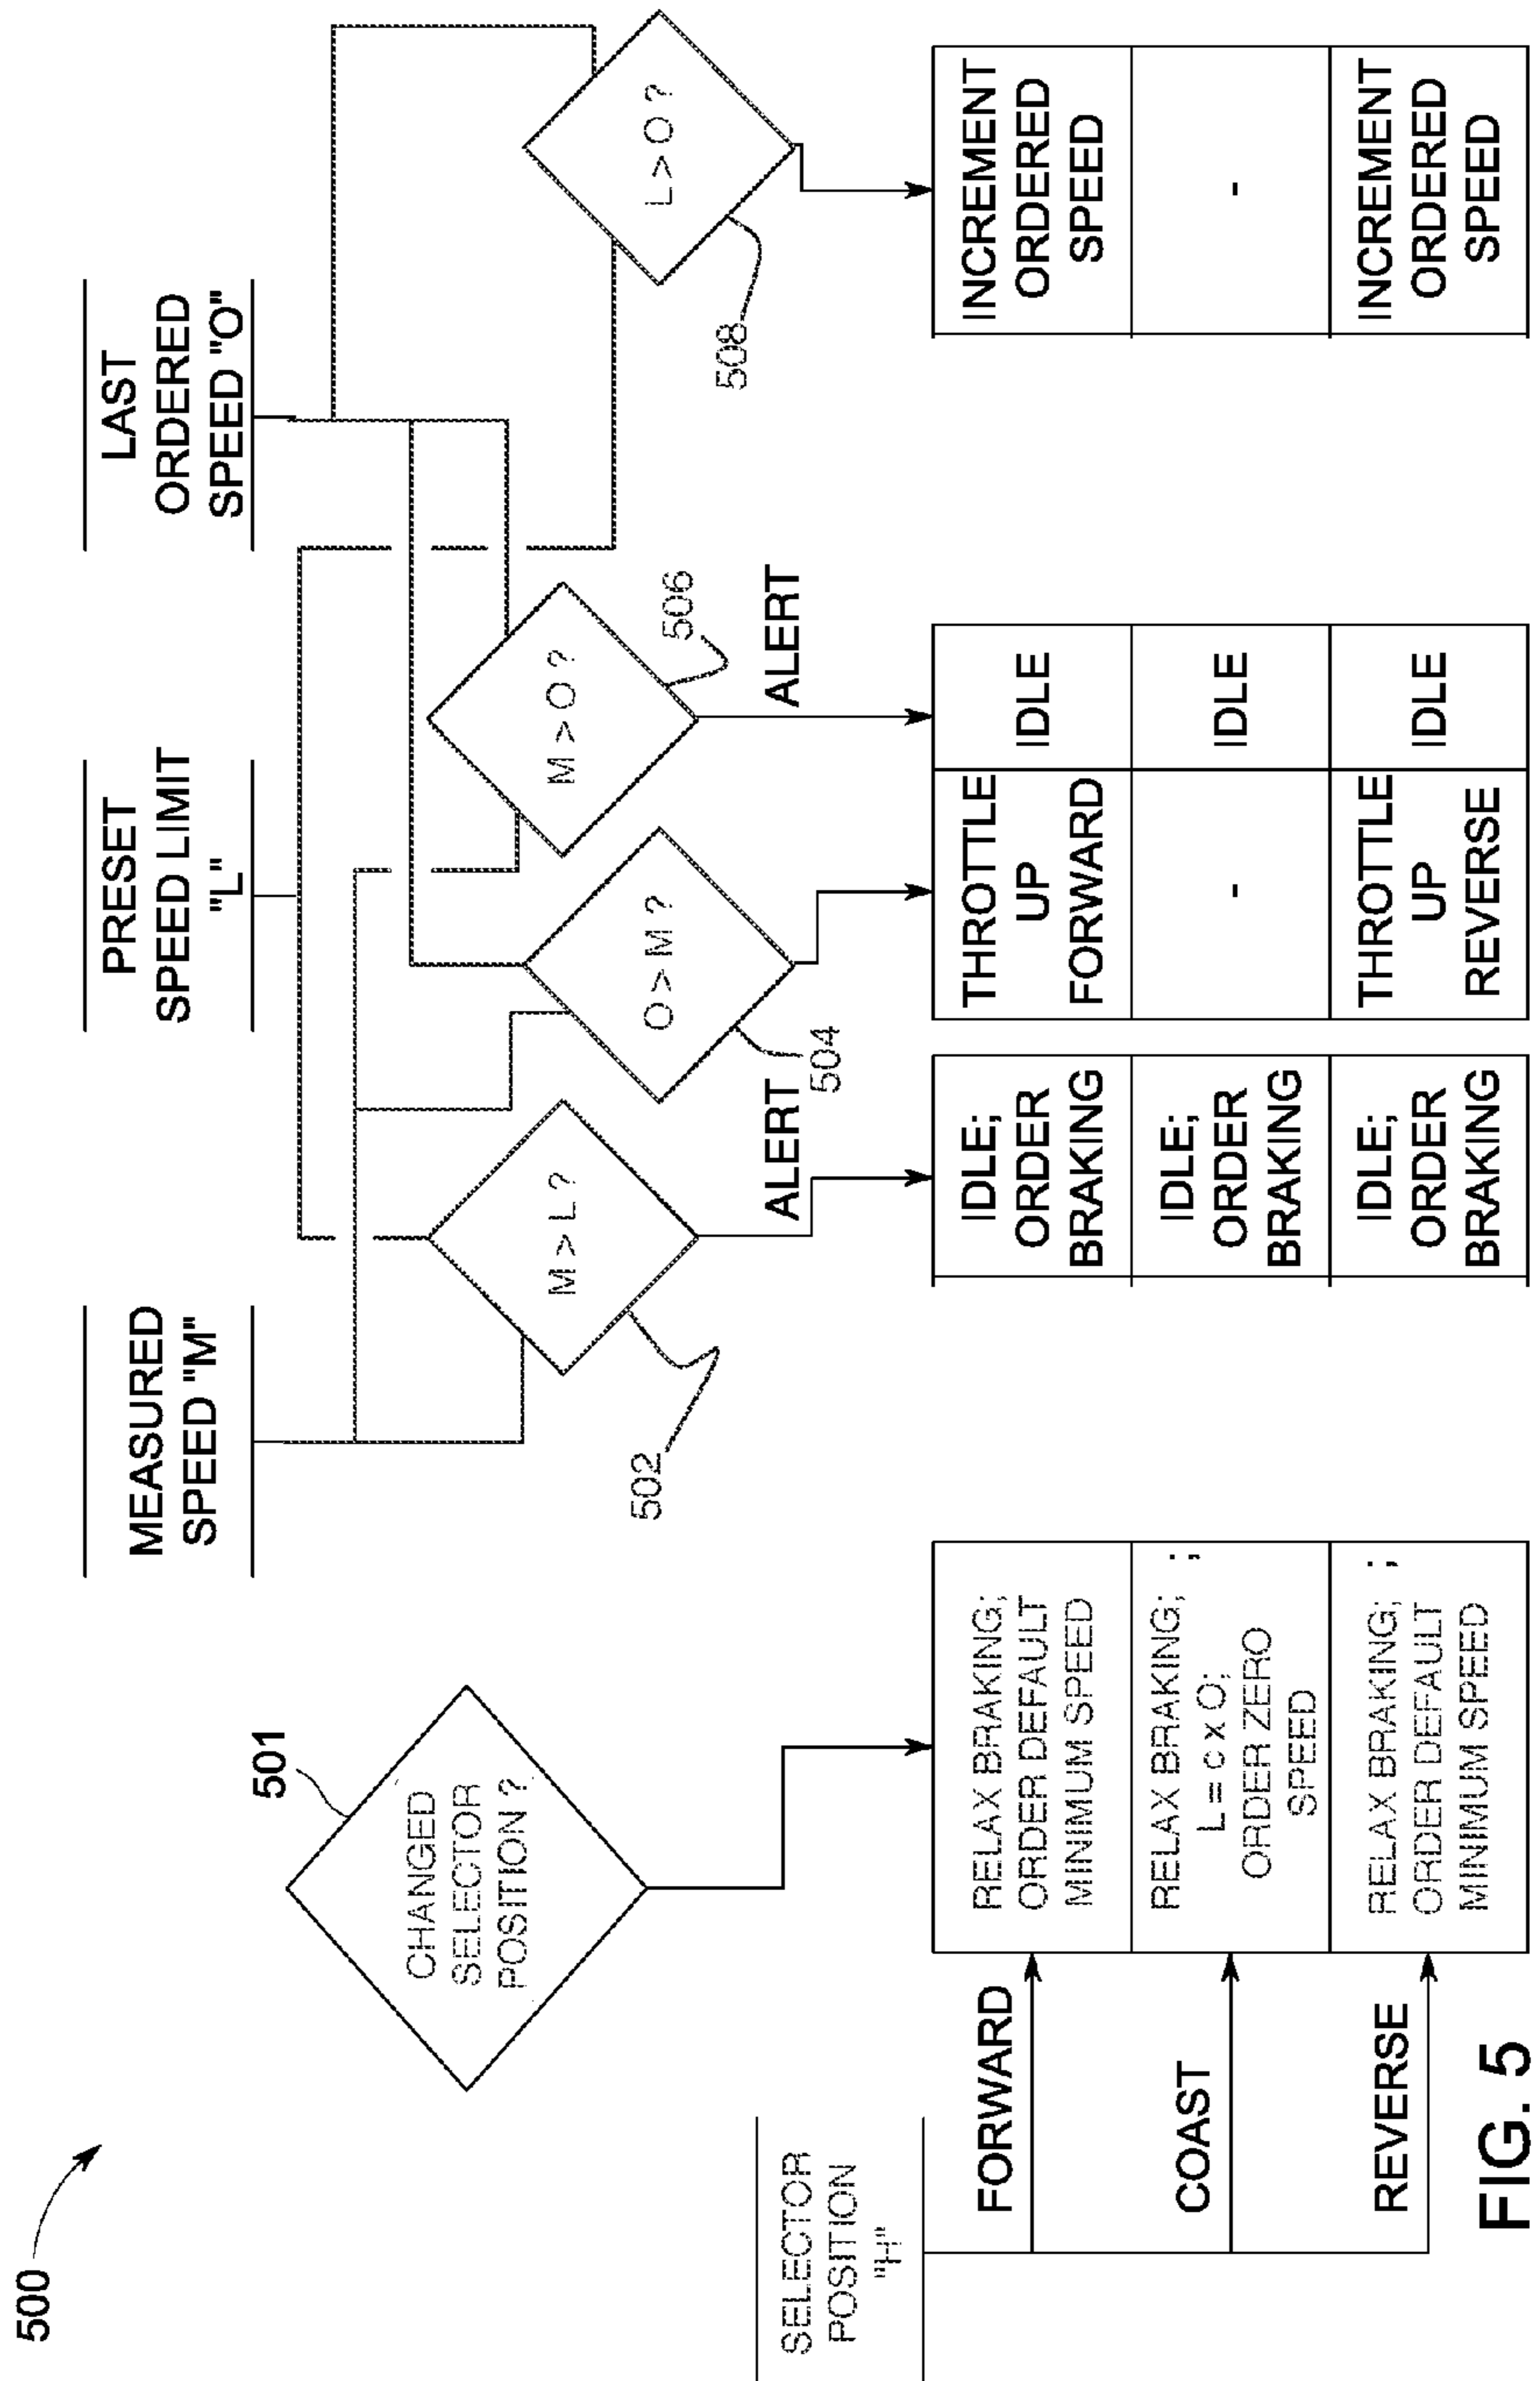 500
MEASURED
SPEED "M"
PRESET
SPEED LIMIT
"L"
LAST
ORDERED
SPEED "O"
501
CHANGED
SELECTOR
POSITION ?
M > L ?
502
O > M ?
504
M > O ?
506
L > O ?
508
ALERT
ALERT
SELECTOR
POSITION
"H"
FORWARD
RELAX BRAKING;
ORDER DEFAULT ;
MINIMUM SPEED
IDLE;
ORDER
BRAKING
THROTTLE
UP
FORWARD
IDLE
INCREMENT
ORDERED
SPEED
COAST
RELAX BRAKING; ;
L = c x O;
ORDER ZERO
SPEED
IDLE;
ORDER
BRAKING
-
IDLE
-
REVERSE
RELAX BRAKING; ;
ORDER DEFAULT
MINIMUM SPEED
IDLE;
ORDER
BRAKING
THROTTLE
UP
REVERSE
IDLE
INCREMENT
ORDERED
SPEED
FIG. 5